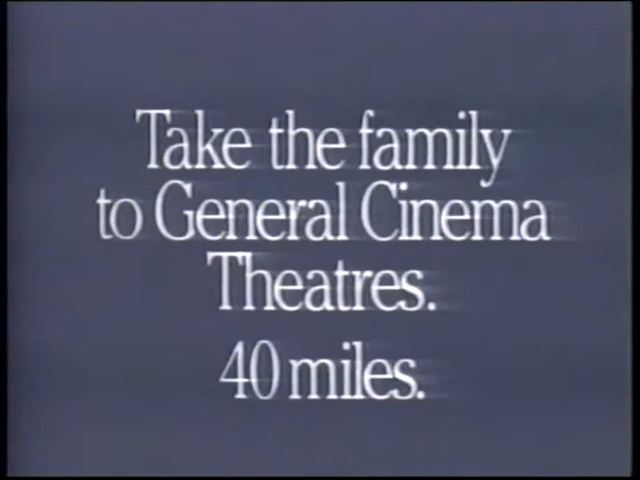 Take the family
to General Cinema
Theatres.
40 miles.